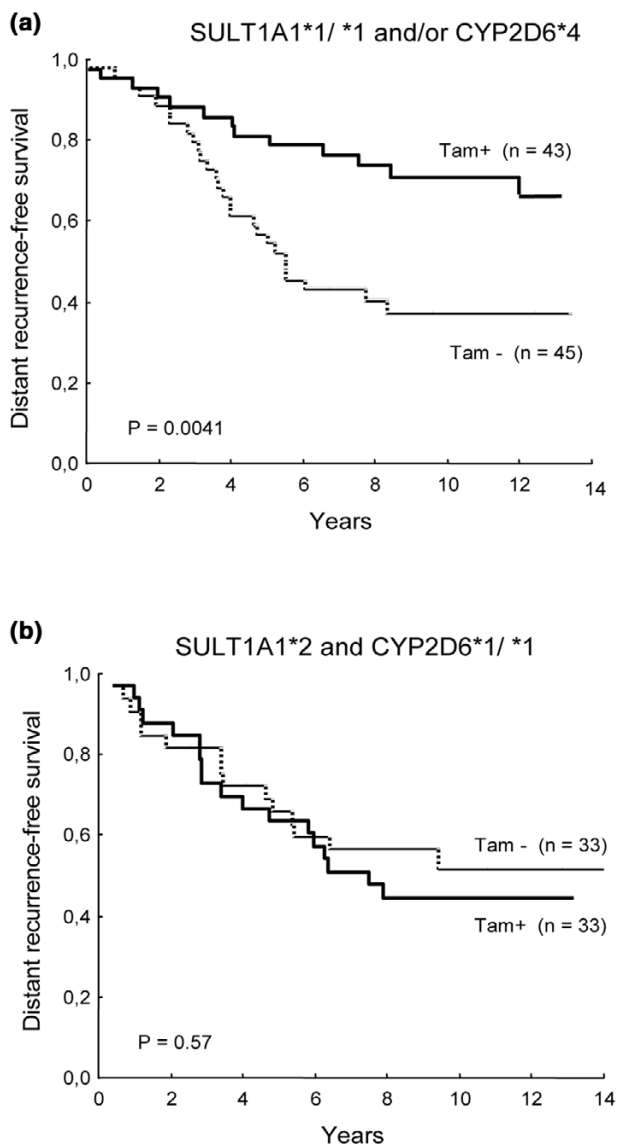 (a)
SULT1A1*1/ *1 and/or CYP2D6*4
Distant recurrence-free survival
1,0
0,8
0,6
0,4
0,2
0,0
Tam+ (n = 43)
Tam - (n = 45)
P = 0.0041
0 2 4 6 8 10 12 14
Years
(b)
SULT1A1*2 and CYP2D6*1/ *1
Distant recurrence-free survival
1,0
0,8
0,6
0,4
0,2
0,0
Tam - (n = 33)
Tam+ (n = 33)
P = 0.57
0 2 4 6 8 10 12 14
Years